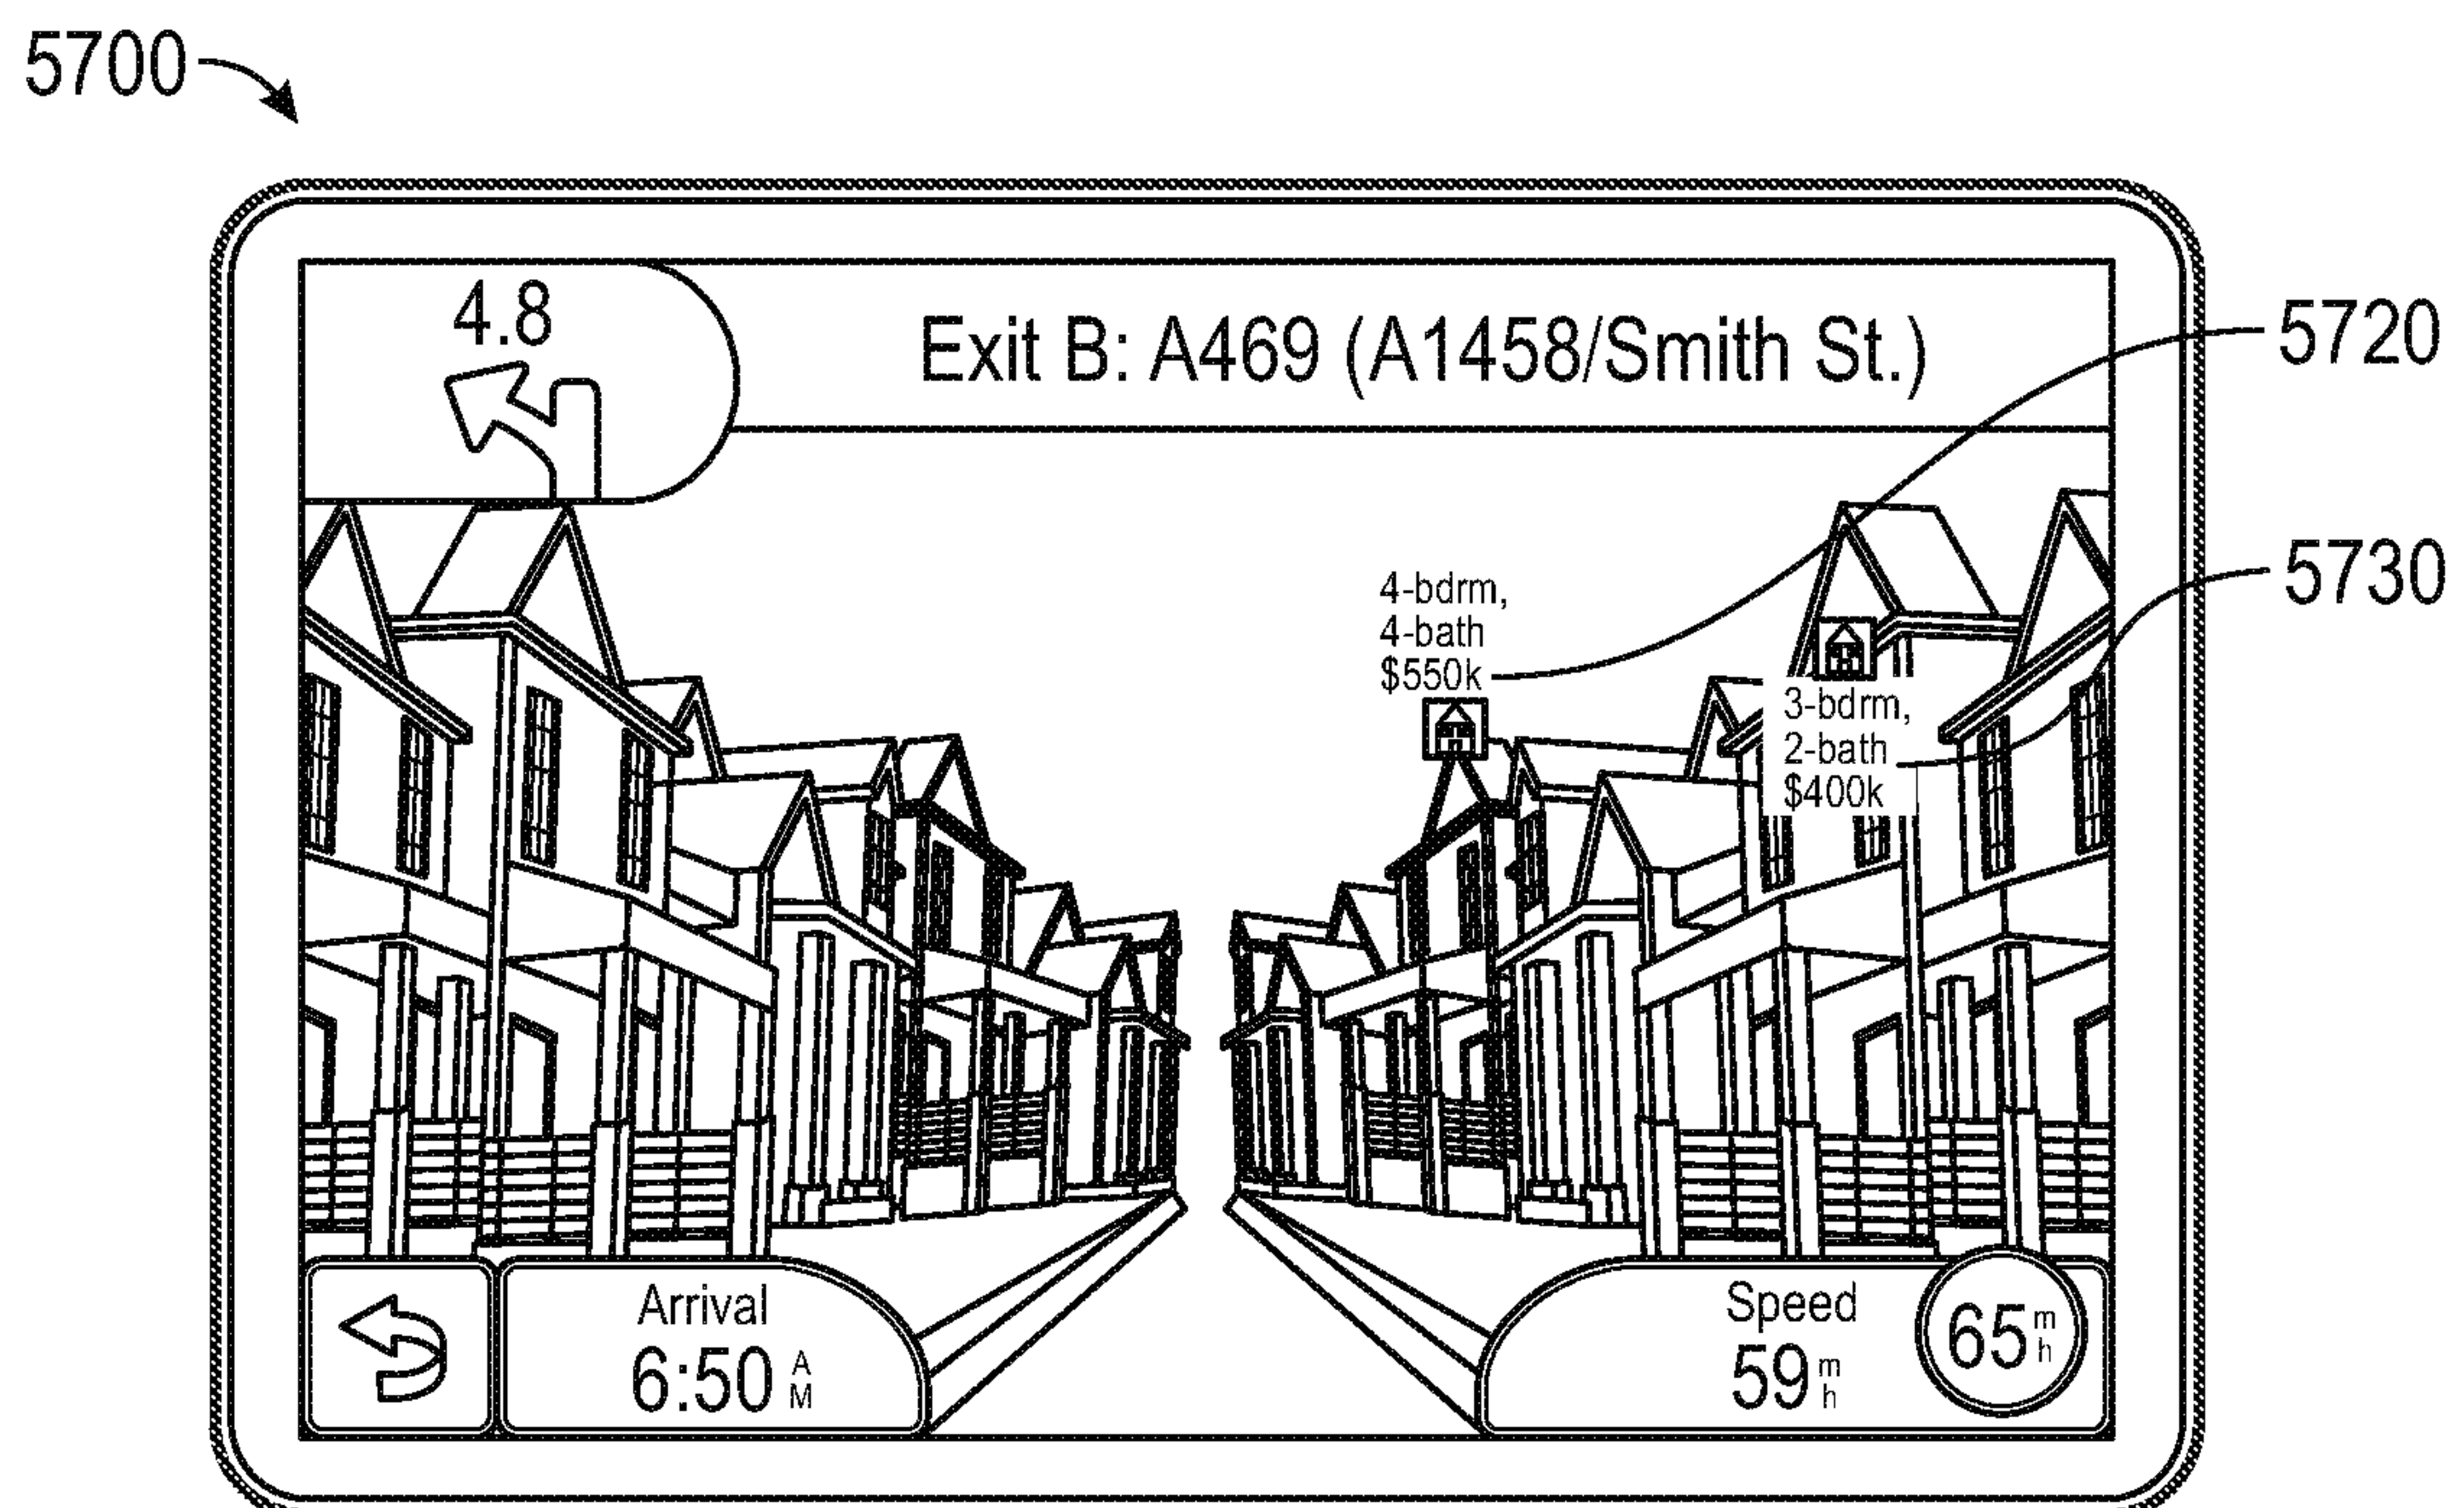 5700
4.8
Exit B: A469 (A1458/Smith St.)
5720
5730
4-bdrm,
4-bath
$550k
3-bdrm,
2-bath
$400k
Arrival
6:50 AM
Speed
59 mh
65 mh